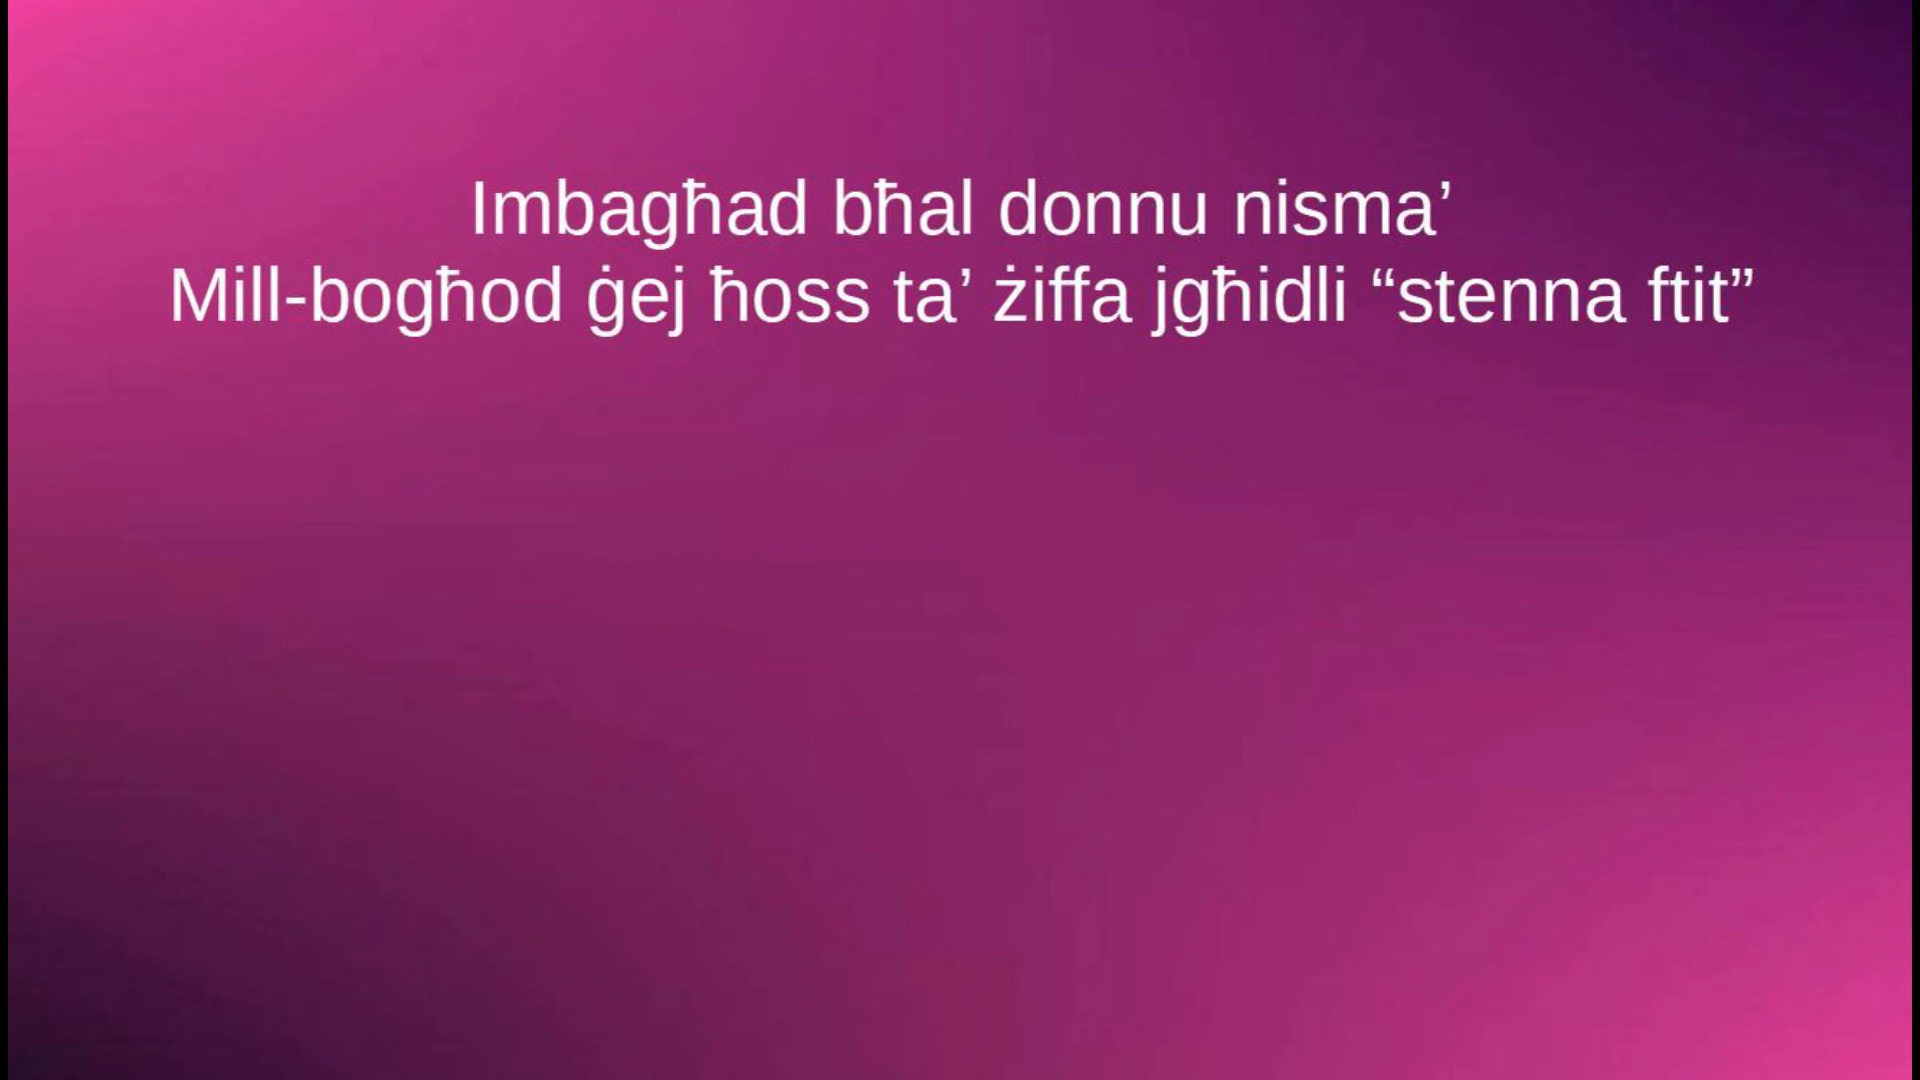 Imbagħad bħal donnu nisma’
Mill-bogħod ġej ħoss ta’ żiffa jgħidli “stenna ftit”